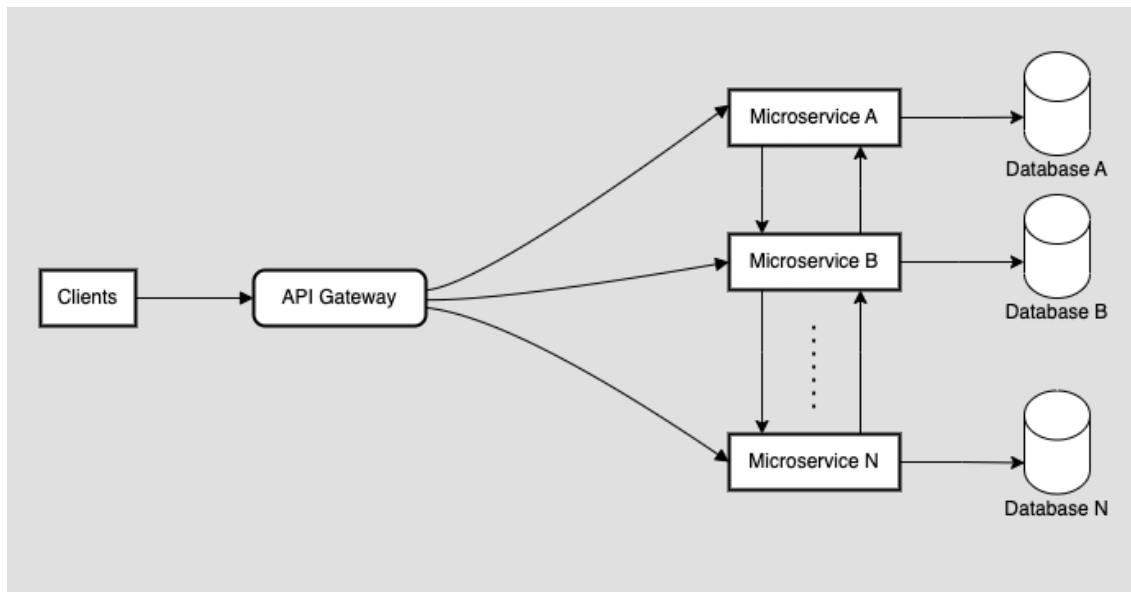 Microservice A
Database A
Microservice B
Clients
API Gateway
Database B
Microservice N
Database N